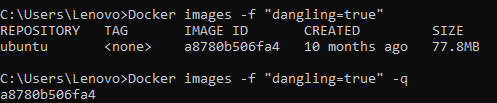 C:\Users\Lenovo>Docker images -f "dangling=true"
REPOSITORY TAG IMAGE ID CREATED SIZE
ubuntu <none> a8780b506fa4 10 months ago 77.8MB
C:\Users\Lenovo>Docker images -f "dangling=true" -q
a8780b506fa4